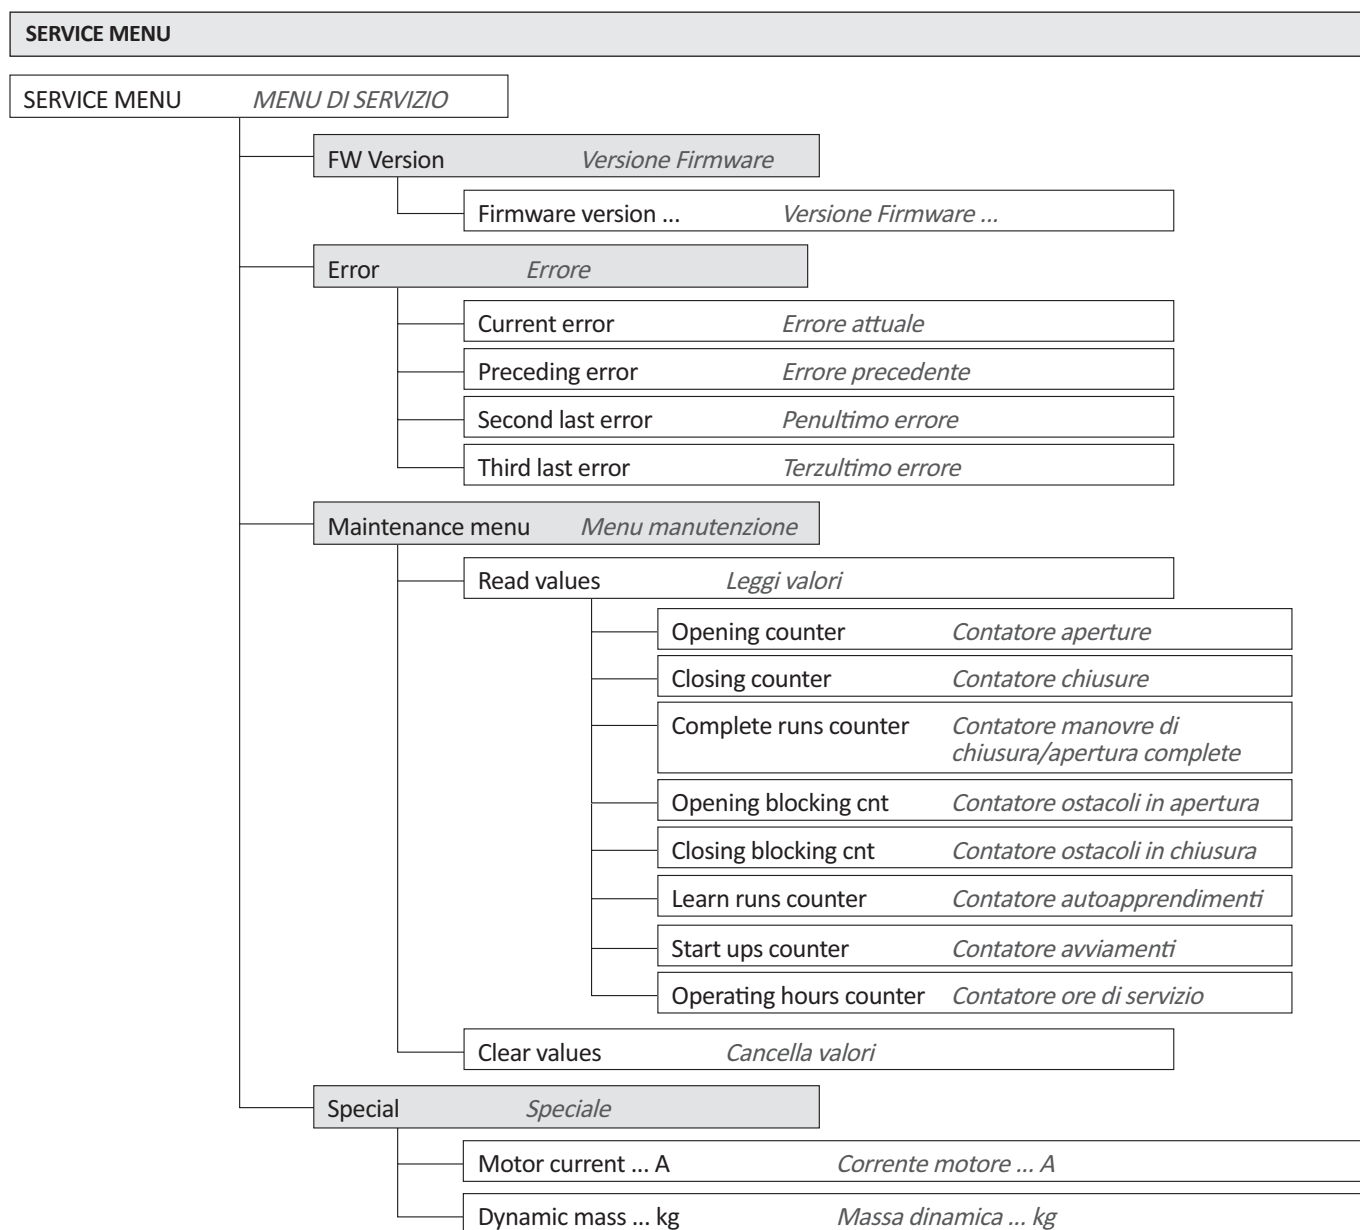 SERVICE MENU
SERVICE MENU MENU DI SERVIZIO
FW Version Versione Firmware
Firmware version ... Versione Firmware ...
Error Errore
Current error Errore attuale
Preceding error Errore precedente
Second last error Penultimo errore
Third last error Terzultimo errore
Maintenance menu Menu manutenzione
Read values Leggi valori
Opening counter Contatore aperture
Closing counter Contatore chiusure
Complete runs counter Contatore manovre di
chiusura/apertura complete
Opening blocking cnt Contatore ostacoli in apertura
Closing blocking cnt Contatore ostacoli in chiusura
Learn runs counter Contatore autoapprendimenti
Start ups counter Contatore avviamenti
Operating hours counter Contatore ore di servizio
Clear values Cancella valori
Special Speciale
Motor current ... A Corrente motore ... A
Dynamic mass ... kg Massa dinamica ... kg